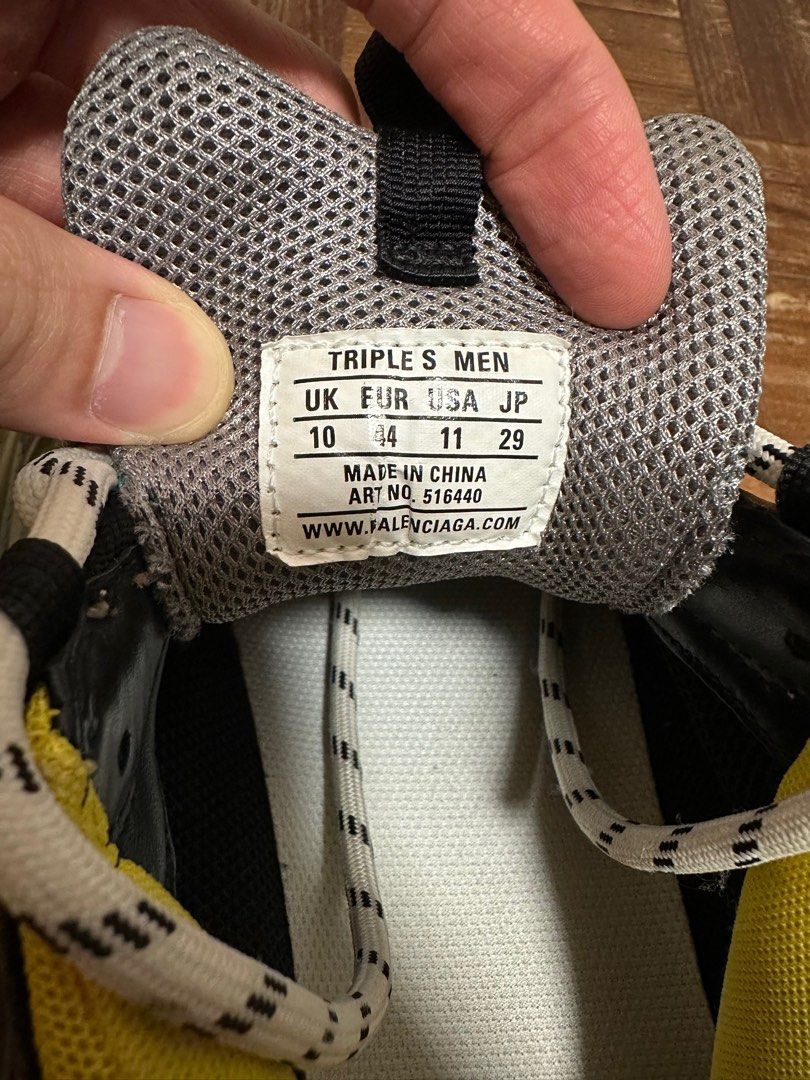 TRIPLE S MEN
UK EUR USA JP
10 44 11 29
MADE IN CHINA
ART NO. 516440
WWW.BALENCIAGA.COM